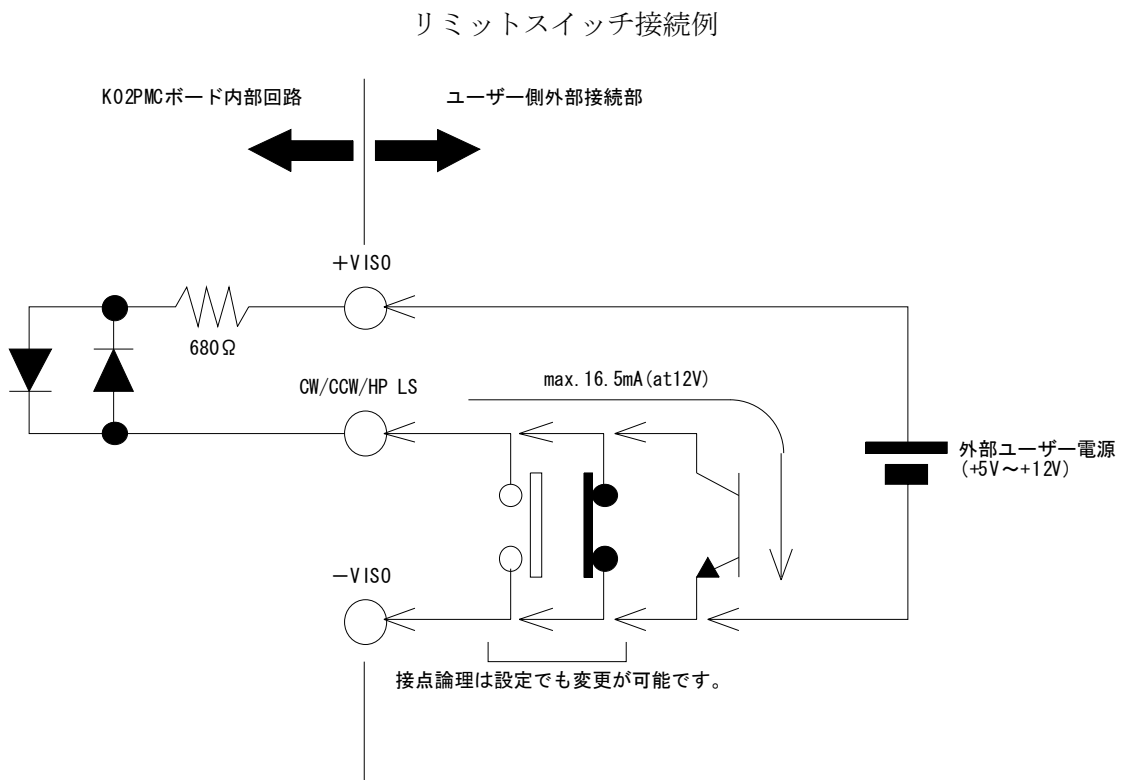 リミットスイッチ接続例
K02PMCボード内部回路
ユーザー側外部接続部
+VISO
680Ω
CW/CCW/HP LS
max.16.5mA(at12V)
外部ユーザー電源
(+5V～+12V)
-VISO
接点論理は設定でも変更が可能です。